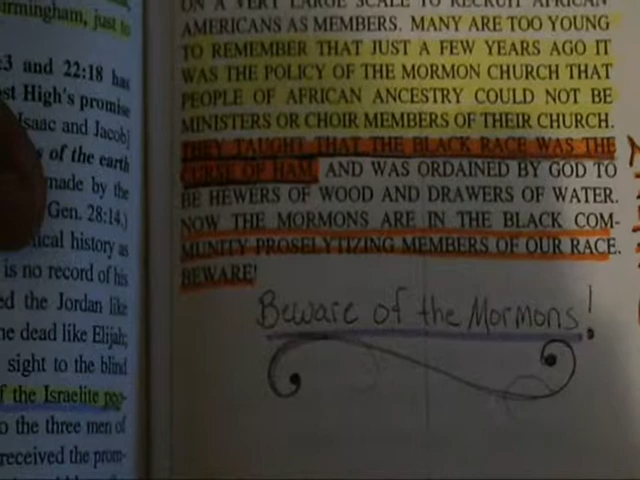 irmingham, just to
:3 and 22:18 has
st High's promise
Isaac and Jacob]
s of the earth
made by the
Gen. 28:14.)
ical history as
is no record of his
ed the Jordan like
he dead like Elijah;
sight to the blind
f the Israelite peo-
o the three men of
received the prom-
ON A VERY LARGE SCALE TO RECRUIT AFRICAN
AMERICANS AS MEMBERS. MANY ARE TOO YOUNG
TO REMEMBER THAT JUST A FEW YEARS AGO IT
WAS THE POLICY OF THE MORMON CHURCH THAT
PEOPLE OF AFRICAN ANCESTRY COULD NOT BE
MINISTERS OR CHOIR MEMBERS OF THEIR CHURCH.
THEY TAUGHT THAT THE BLACK RACE WAS THE
CURSE OF HAM, AND WAS ORDAINED BY GOD TO
BE HEWERS OF WOOD AND DRAWERS OF WATER.
NOW THE MORMONS ARE IN THE BLACK COM-
MUNITY PROSELYTIZING MEMBERS OF OUR RACE.
BEWARE!
Beware of the Mormons!